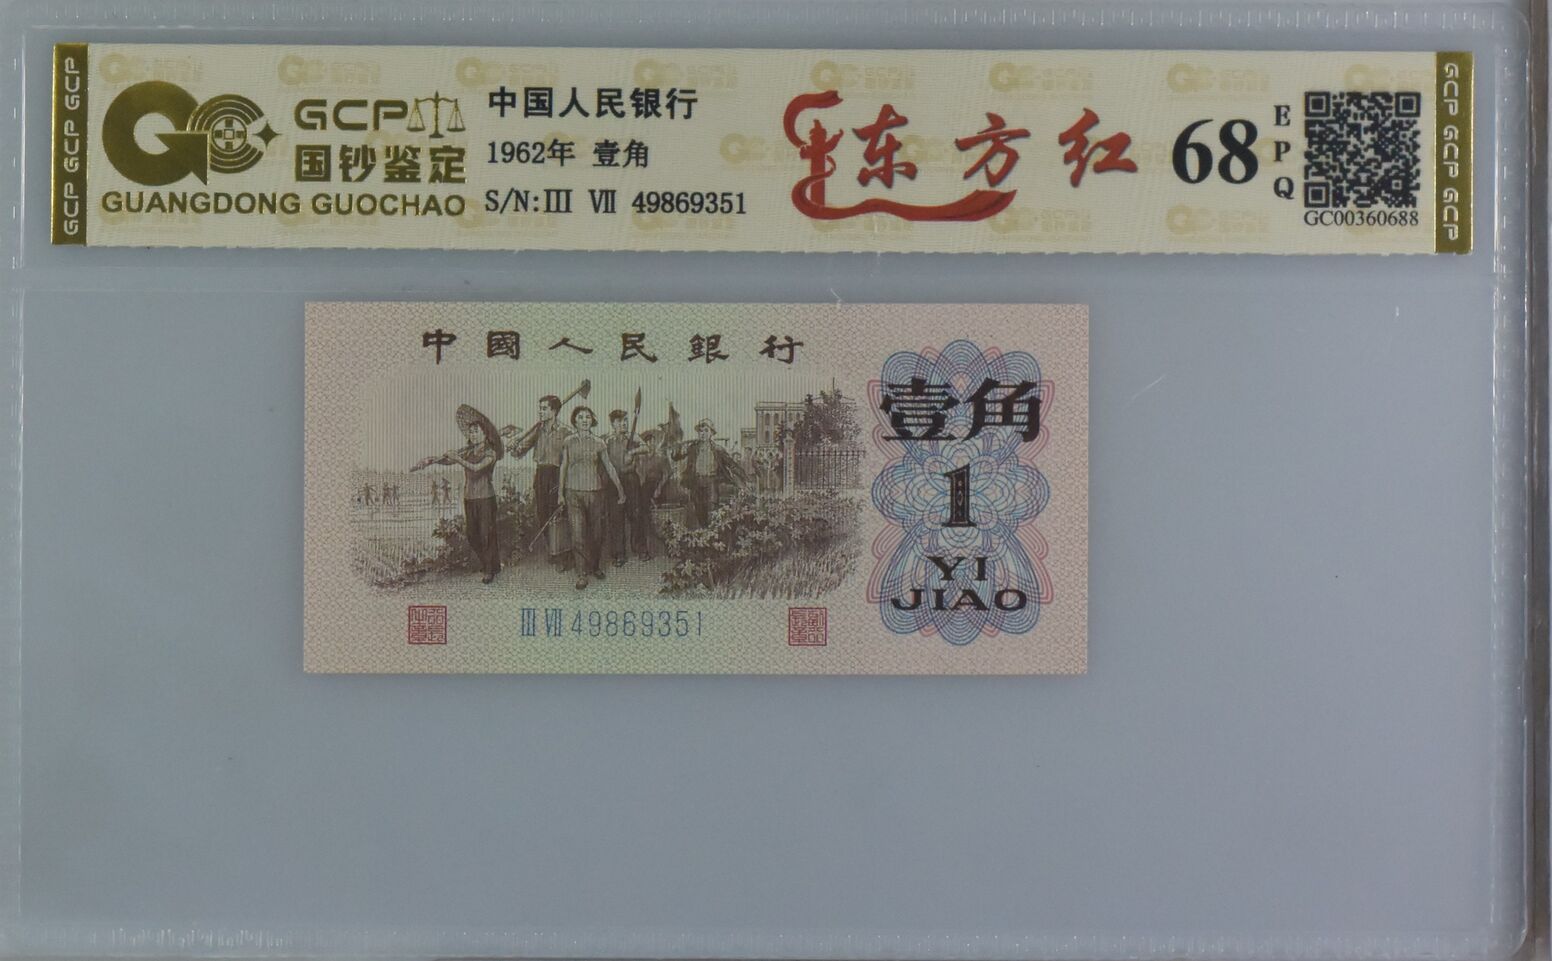 GCP GCP GCP
GCP
国钞鉴定
GUANGDONG GUOCHAO
中国人民银行
1962年 壹角
S/N:III VII 49869351
东方红
68
EPQ
GC00360688
GCP GCP GCP
中國人民銀行
壹角
1
YI
JIAO
III VII 49869351